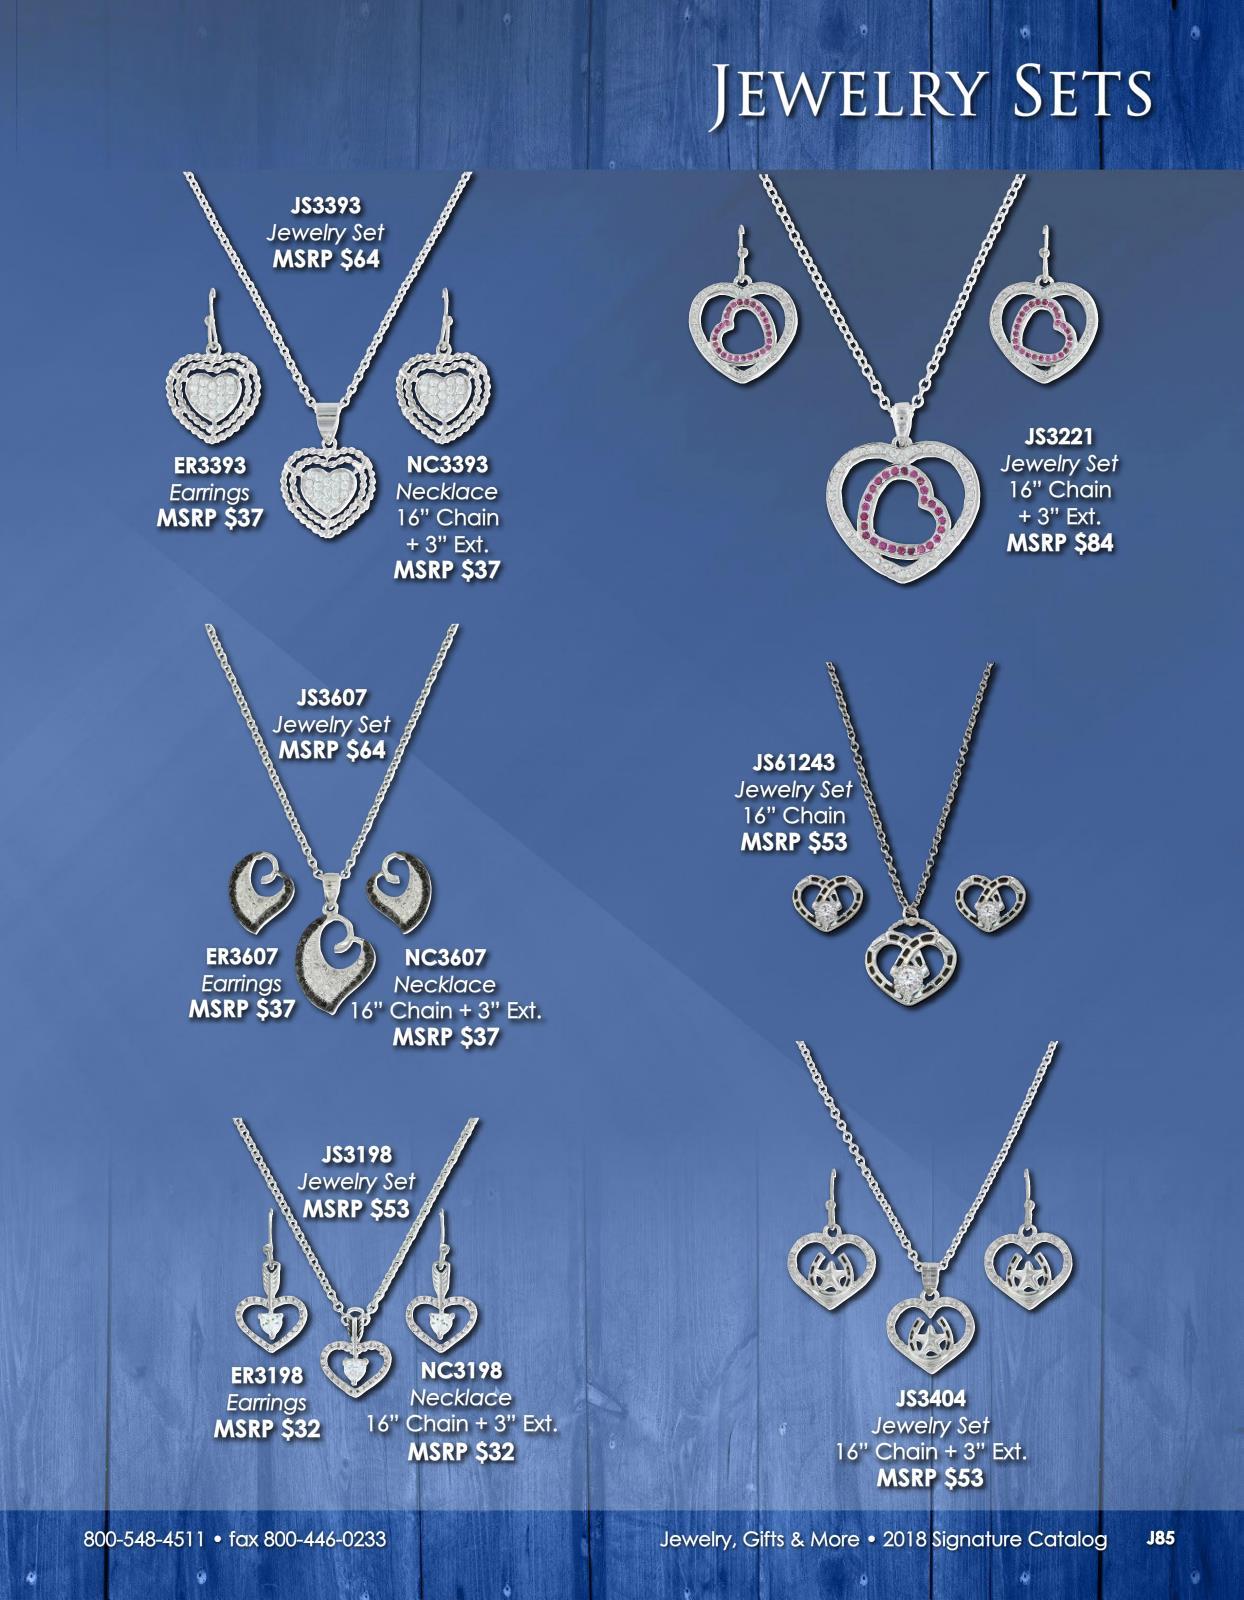 Jewelry Sets
JS3393
Jewelry Set
MSRP $64
ER3393
Earrings
MSRP $37
NC3393
Necklace
16” Chain
+ 3” Ext.
MSRP $37
JS3221
Jewelry Set
16” Chain
+ 3” Ext.
MSRP $84
JS3607
Jewelry Set
MSRP $64
ER3607
Earrings
MSRP $37
NC3607
Necklace
16” Chain + 3” Ext.
MSRP $37
JS61243
Jewelry Set
16” Chain
MSRP $53
JS3198
Jewelry Set
MSRP $53
ER3198
Earrings
MSRP $32
NC3198
Necklace
16” Chain + 3” Ext.
MSRP $32
JS3404
Jewelry Set
16” Chain + 3” Ext.
MSRP $53
800-548-4511 • fax 800-446-0233
Jewelry, Gifts & More • 2018 Signature Catalog J85